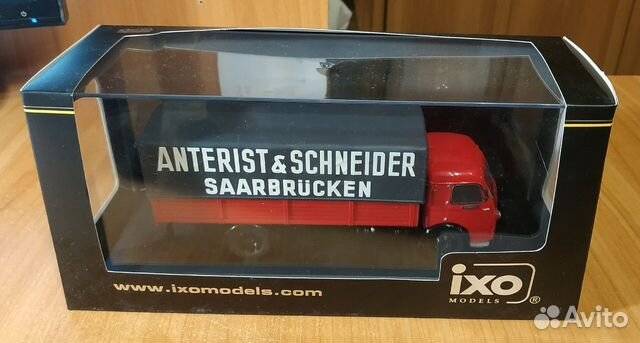 ANTERIST & SCHNEIDER
SAARBRÜCKEN
www.ixomodels.com
ixo
MODELS ®
Avito